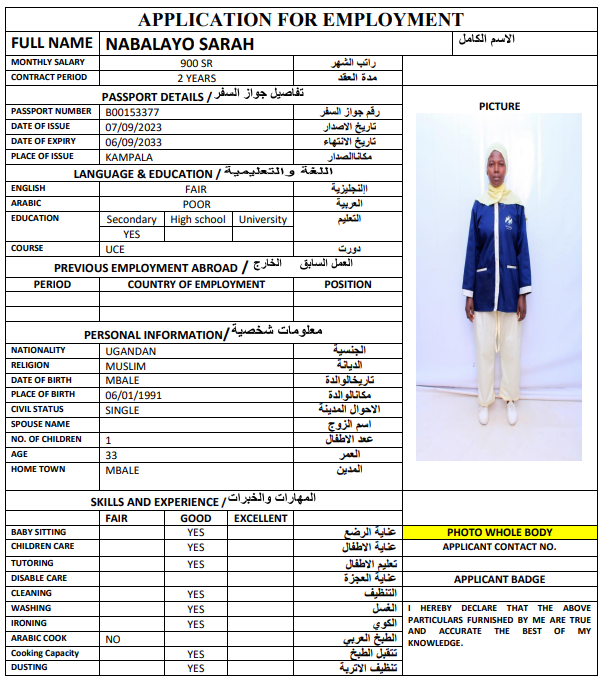 APPLICATION FOR EMPLOYMENT
FULL NAME NABALAYO SARAH الاسم الكامل
MONTHLY SALARY 900 SR راتب الشهر
CONTRACT PERIOD 2 YEARS مدة العقد
PASSPORT DETAILS / تفاصيل جواز السفر
PASSPORT NUMBER B00153377 رقم جواز السفر
DATE OF ISSUE 07/09/2023 تاريخ الاصدار
DATE OF EXPIRY 06/09/2033 تاريخ الانتهاء
PLACE OF ISSUE KAMPALA مكاناالصدار
LANGUAGE & EDUCATION / اللغة والتعليمية
ENGLISH FAIR اإلنجليزية
ARABIC POOR العربية
EDUCATION Secondary High school University التعليم
YES
COURSE UCE دورت
PREVIOUS EMPLOYMENT ABROAD / العمل السابق الخارج
PERIOD COUNTRY OF EMPLOYMENT POSITION
PERSONAL INFORMATION/ معلومات شخصية
NATIONALITY UGANDAN الجنسية
RELIGION MUSLIM الديانة
DATE OF BIRTH MBALE تاريخالوالدة
PLACE OF BIRTH 06/01/1991 مكانالوالدة
CIVIL STATUS SINGLE الاحوال المدينة
SPOUSE NAME اسم الزوج
NO. OF CHILDREN 1 عدد الاطفال
AGE 33 العمر
HOME TOWN MBALE المدين
SKILLS AND EXPERIENCE / المهارات والخبرات
FAIR GOOD EXCELLENT
BABY SITTING YES عناية الرضع
CHILDREN CARE YES عناية الاطفال
TUTORING YES تعليم الاطفال
DISABLE CARE عناية العجزة
CLEANING YES التنظيف
WASHING YES الغسل
IRONING YES الكوي
ARABIC COOK NO الطبخ العربي
Cooking Capacity YES تتقبل الطبخ
DUSTING YES تنظيف الاتربة
PICTURE
PHOTO WHOLE BODY
APPLICANT CONTACT NO.
APPLICANT BADGE
I HEREBY DECLARE THAT THE ABOVE
PARTICULARS FURNISHED BY ME ARE TRUE
AND ACCURATE THE BEST OF MY
KNOWLEDGE.